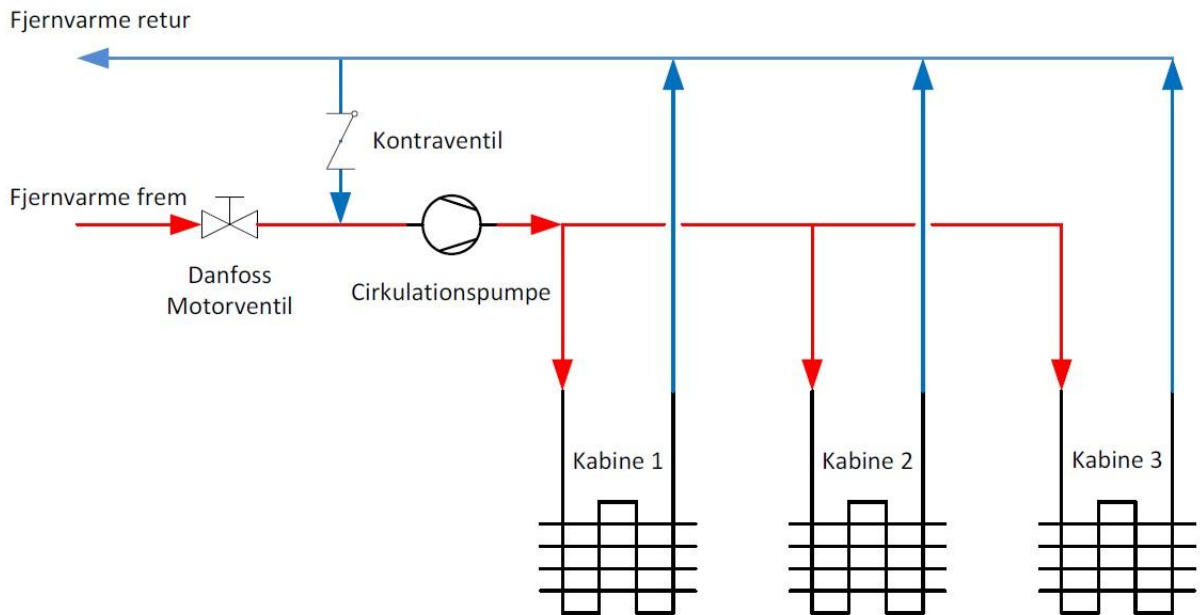 Fjernvarme retur
Kontraventil
Fjernvarme frem
Danfoss
Motorventil
Cirkulationspumpe
Kabine 1
Kabine 2
Kabine 3